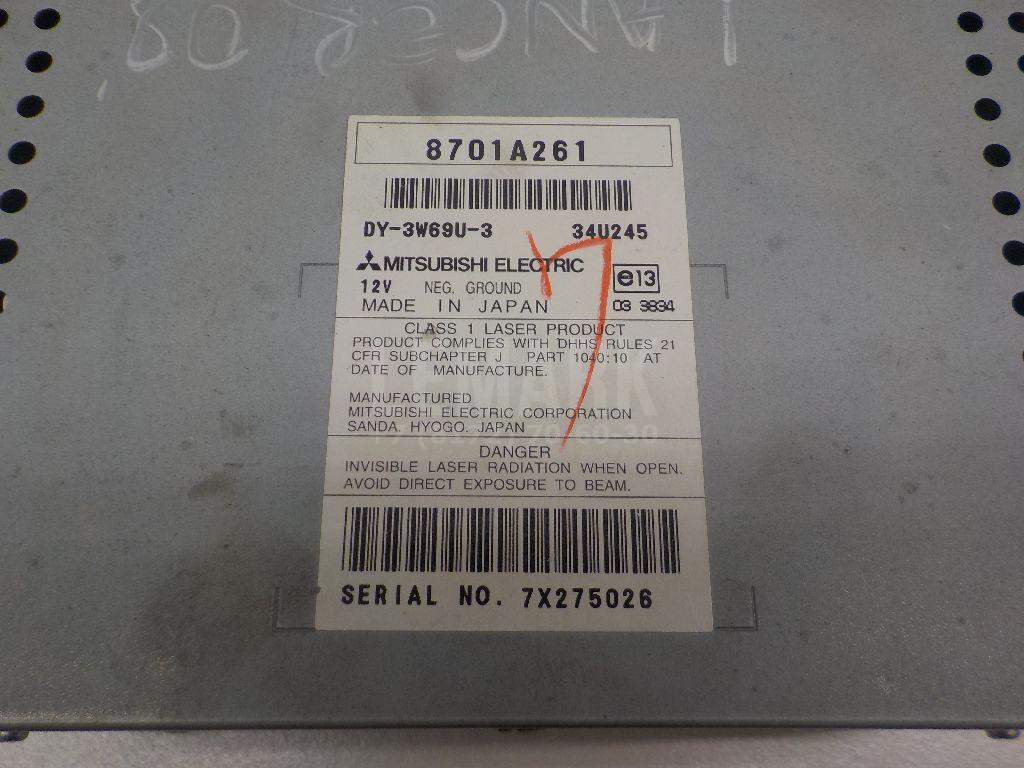 LANCER 08
8701A261
DY-3W69U-3 34U245
MITSUBISHI ELECTRIC
e13
12V NEG. GROUND
MADE IN JAPAN 03 3834
CLASS 1 LASER PRODUCT
PRODUCT COMPLIES WITH DHHS RULES 21
CFR SUBCHAPTER J PART 1040:10 AT
DATE OF MANUFACTURE.
MANUFACTURED
MITSUBISHI ELECTRIC CORPORATION
SANDA. HYOGO. JAPAN
DANGER
INVISIBLE LASER RADIATION WHEN OPEN.
AVOID DIRECT EXPOSURE TO BEAM.
SERIAL NO. 7X275026